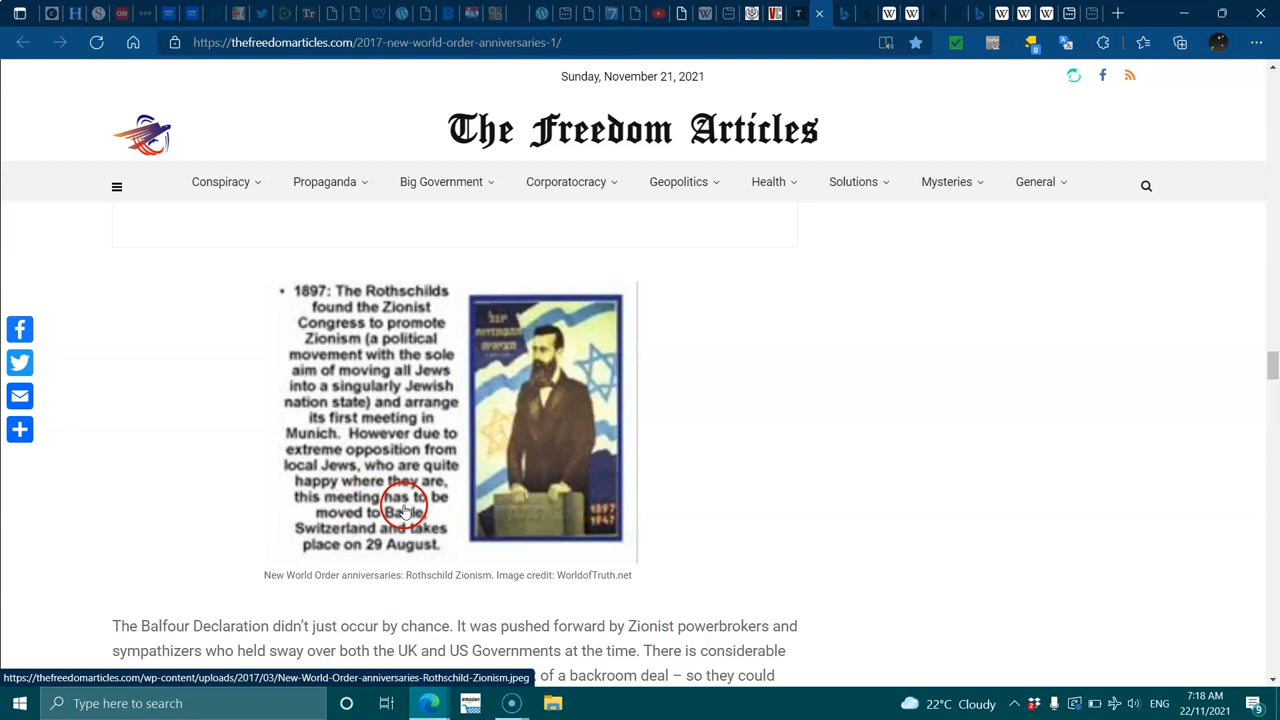 https://thefreedomarticles.com/2017-new-world-order-anniversaries-1/
Sunday, November 21, 2021
The Freedom Articles
Conspiracy
Propaganda
Big Government
Corporatocracy
Geopolitics
Health
Solutions
Mysteries
General
• 1897: The Rothschilds
found the Zionist
Congress to promote
Zionism (a political
movement with the sole
aim of moving all Jews
into a singularly Jewish
nation state) and arrange
its first meeting in
Munich. However due to
extreme opposition from
local Jews, who are quite
happy where they are,
this meeting has to be
moved to Basle,
Switzerland and takes
place on 29 August.
1897
1947
New World Order anniversaries: Rothschild Zionism. Image credit: WorldofTruth.net
The Balfour Declaration didn't just occur by chance. It was pushed forward by Zionist powerbrokers and
sympathizers who held sway over both the UK and US Governments at the time. There is considerable
of a backroom deal – so they could
https://thefreedomarticles.com/wp-content/uploads/2017/03/New-World-Order-anniversaries-Rothschild-Zionism.jpeg
Type here to search
amazon
22°C Cloudy
7:18 AM
22/11/2021